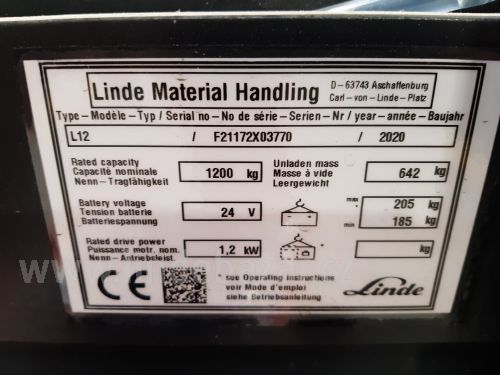 Linde Material Handling
D-63743 Aschaffenburg
Carl-von-Linde-Platz
Type-Modèle-Typ / Serial no-No de série-Serien-Nr / year-année-Baujahr
L12 / F21172X03770 / 2020
Rated capacity
Capacité nominale
Nenn-Tragfähigkeit
1200 kg
Unladen mass
Masse à vide
Leergewicht
642 kg
Battery voltage
Tension batterie
Batteriespannung
24 V
max 205 kg
min 185 kg
Rated drive power
Puissance motr. nom.
Nenn-Antriebsleist.
1,2 kW
kg
CE
* see Operating instructions
voir Mode d'emploi
siehe Betriebsanleitung
Linde